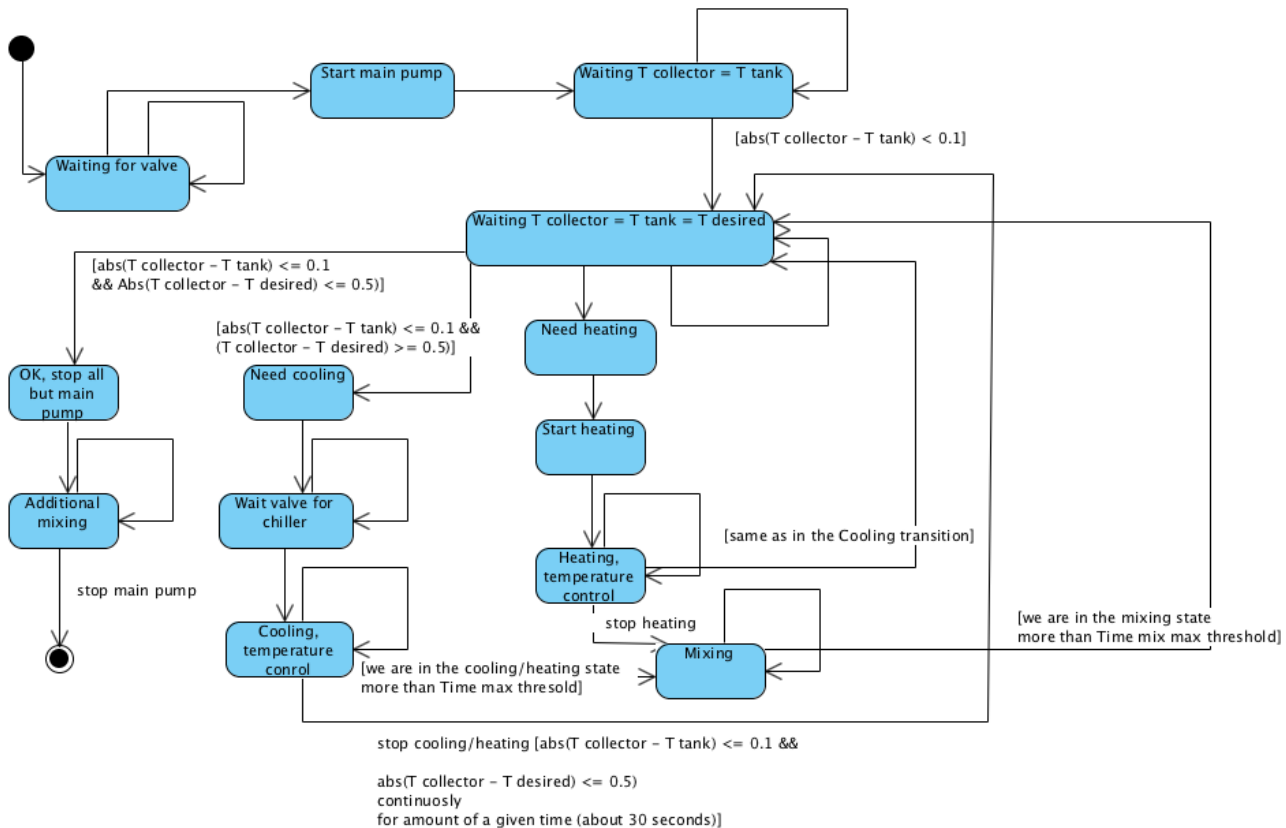 Start main pump
Waiting T collector = T tank
[abs(T collector – T tank) < 0.1]
Waiting for valve
Waiting T collector = T tank = T desired
[abs(T collector – T tank) <= 0.1
&& Abs(T collector – T desired) <= 0.5)]
[abs(T collector – T tank) <= 0.1 &&
(T collector – T desired) >= 0.5)]
Need heating
OK, stop all
but main
pump
Need cooling
Start heating
Additional
mixing
Wait valve for
chiller
[same as in the Cooling transition]
Heating,
temperature
control
stop main pump
stop heating
[we are in the mixing state
more than Time mix max threshold]
Cooling,
temperature
conrol
Mixing
[we are in the cooling/heating state
more than Time max thresold]
stop cooling/heating [abs(T collector – T tank) <= 0.1 &&
abs(T collector – T desired) <= 0.5)
continuosly
for amount of a given time (about 30 seconds)]